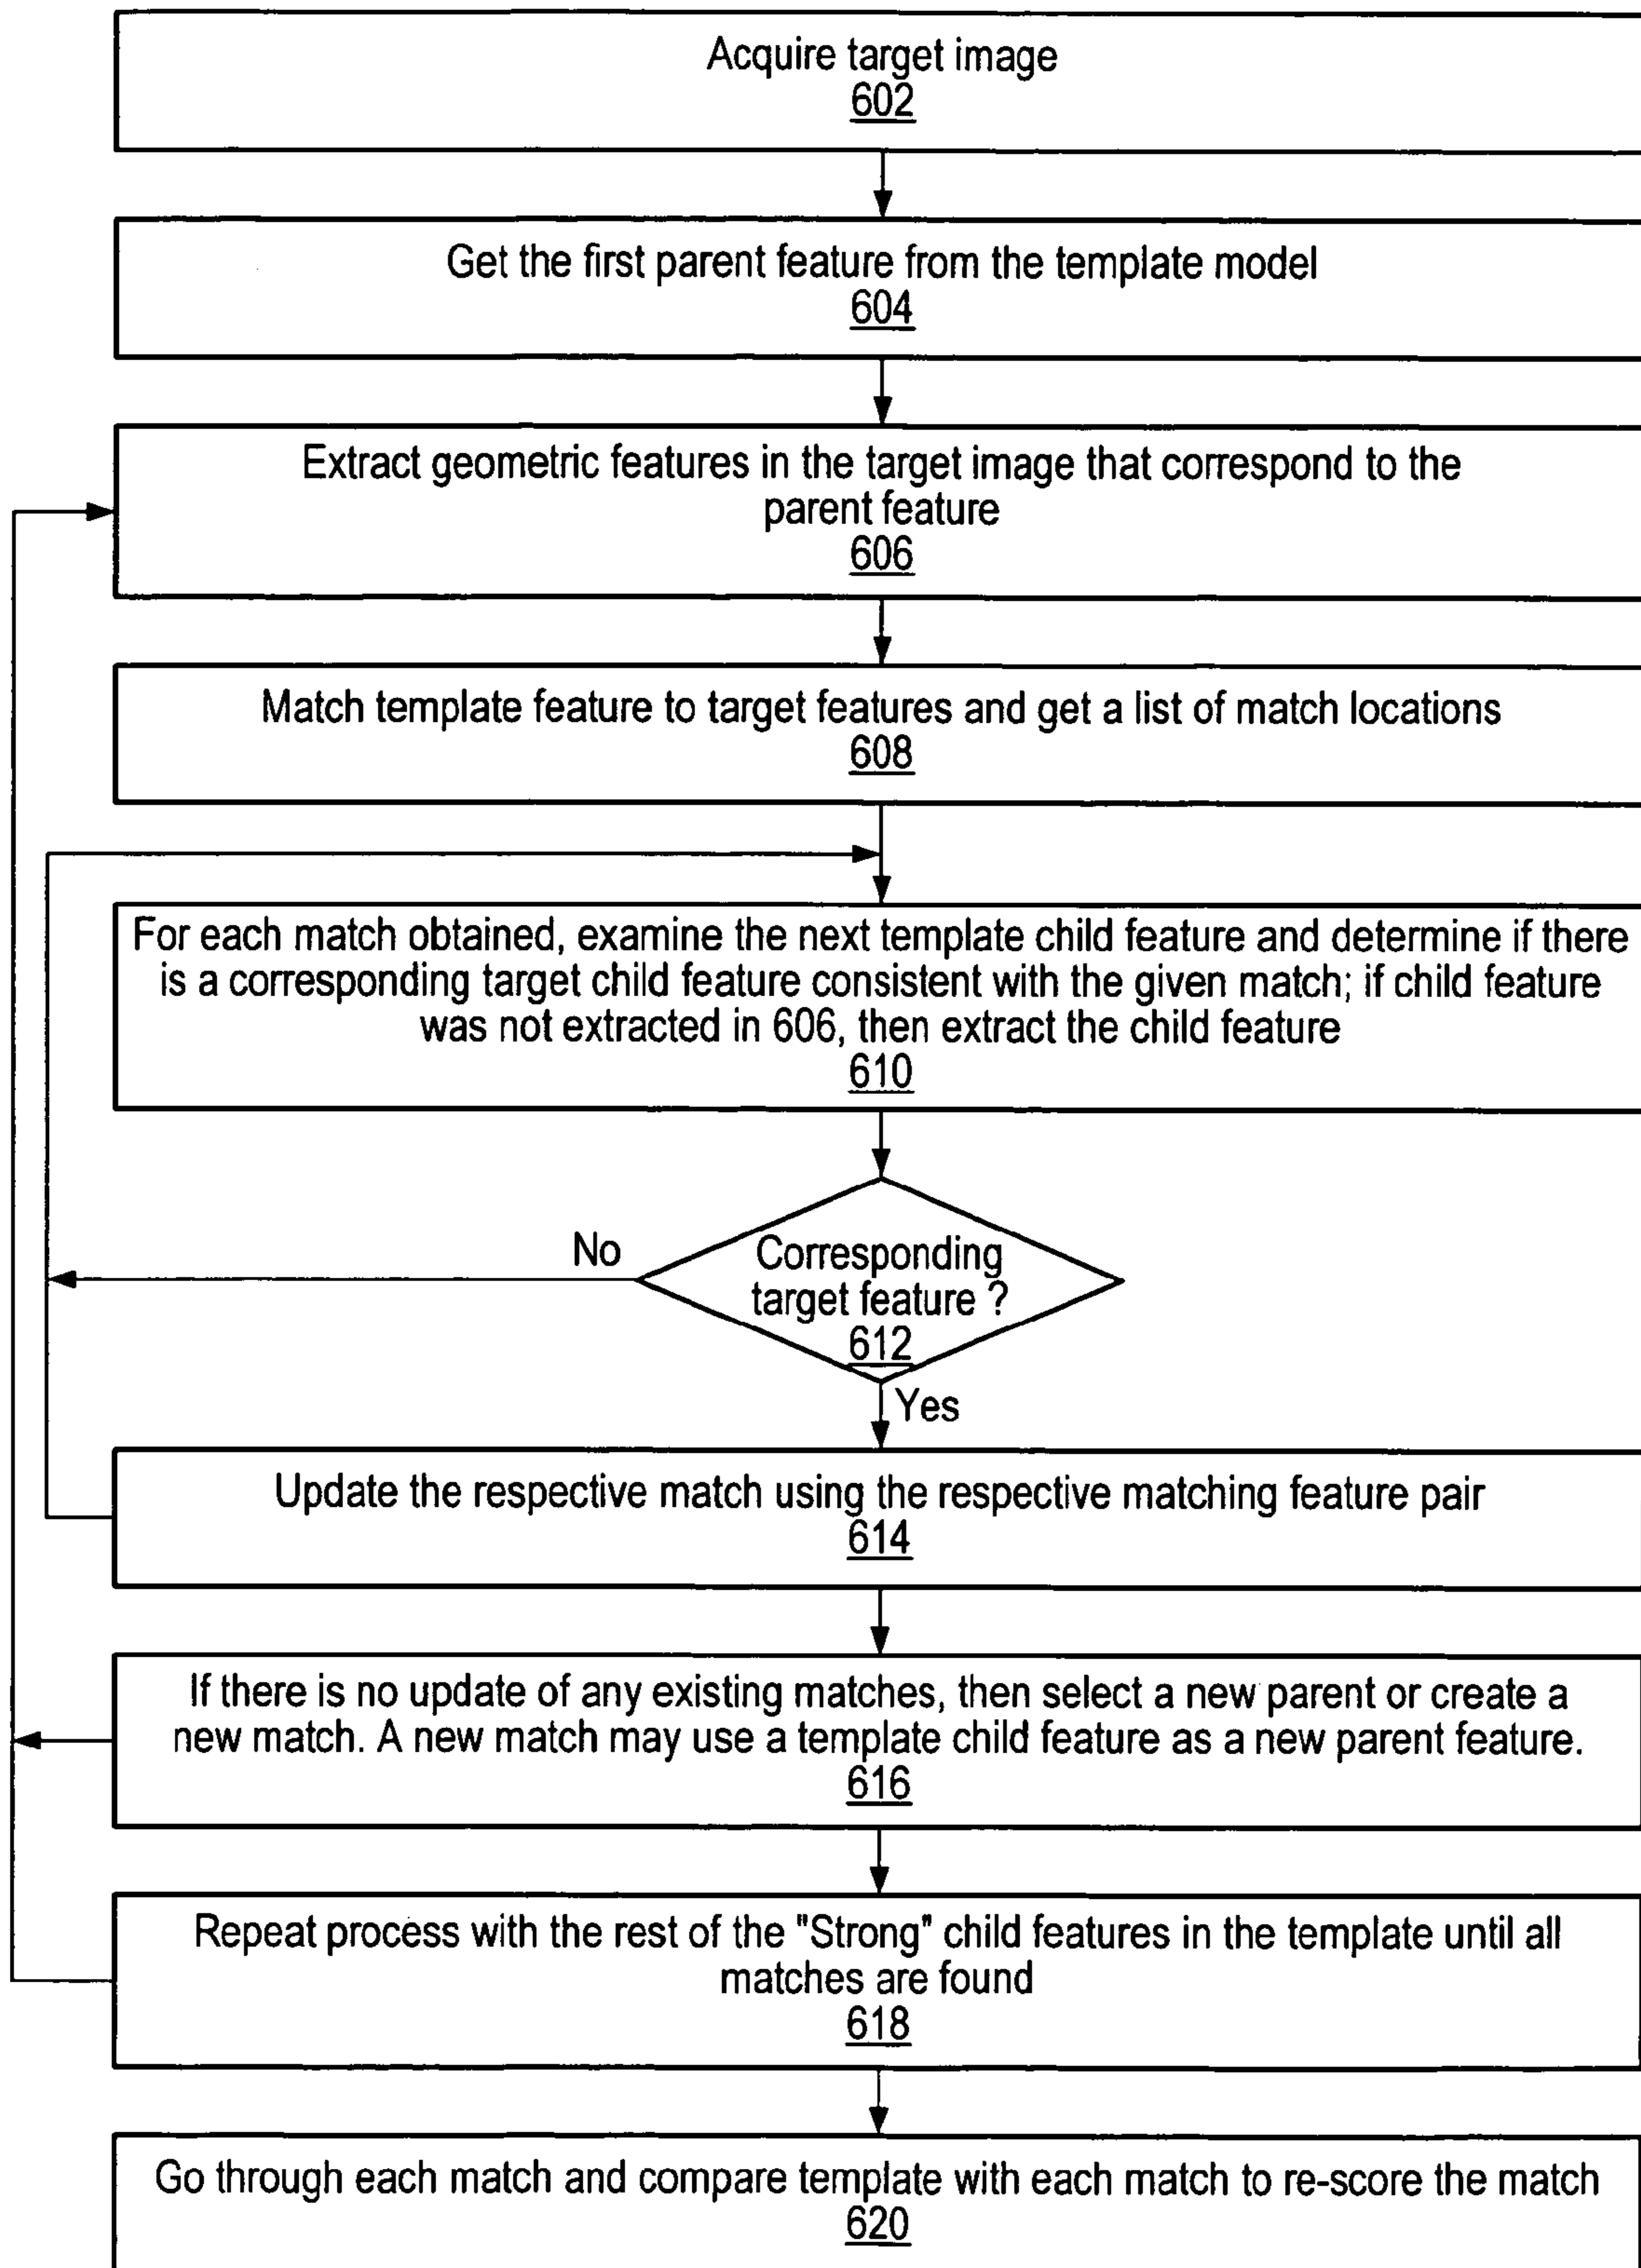 Acquire target image
602
Get the first parent feature from the template model
604
Extract geometric features in the target image that correspond to the
parent feature
606
Match template feature to target features and get a list of match locations
608
For each match obtained, examine the next template child feature and determine if there
is a corresponding target child feature consistent with the given match; if child feature
was not extracted in 606, then extract the child feature
610
No
Corresponding
target feature ?
612
Yes
Update the respective match using the respective matching feature pair
614
If there is no update of any existing matches, then select a new parent or create a
new match. A new match may use a template child feature as a new parent feature.
616
Repeat process with the rest of the "Strong" child features in the template until all
matches are found
618
Go through each match and compare template with each match to re-score the match
620